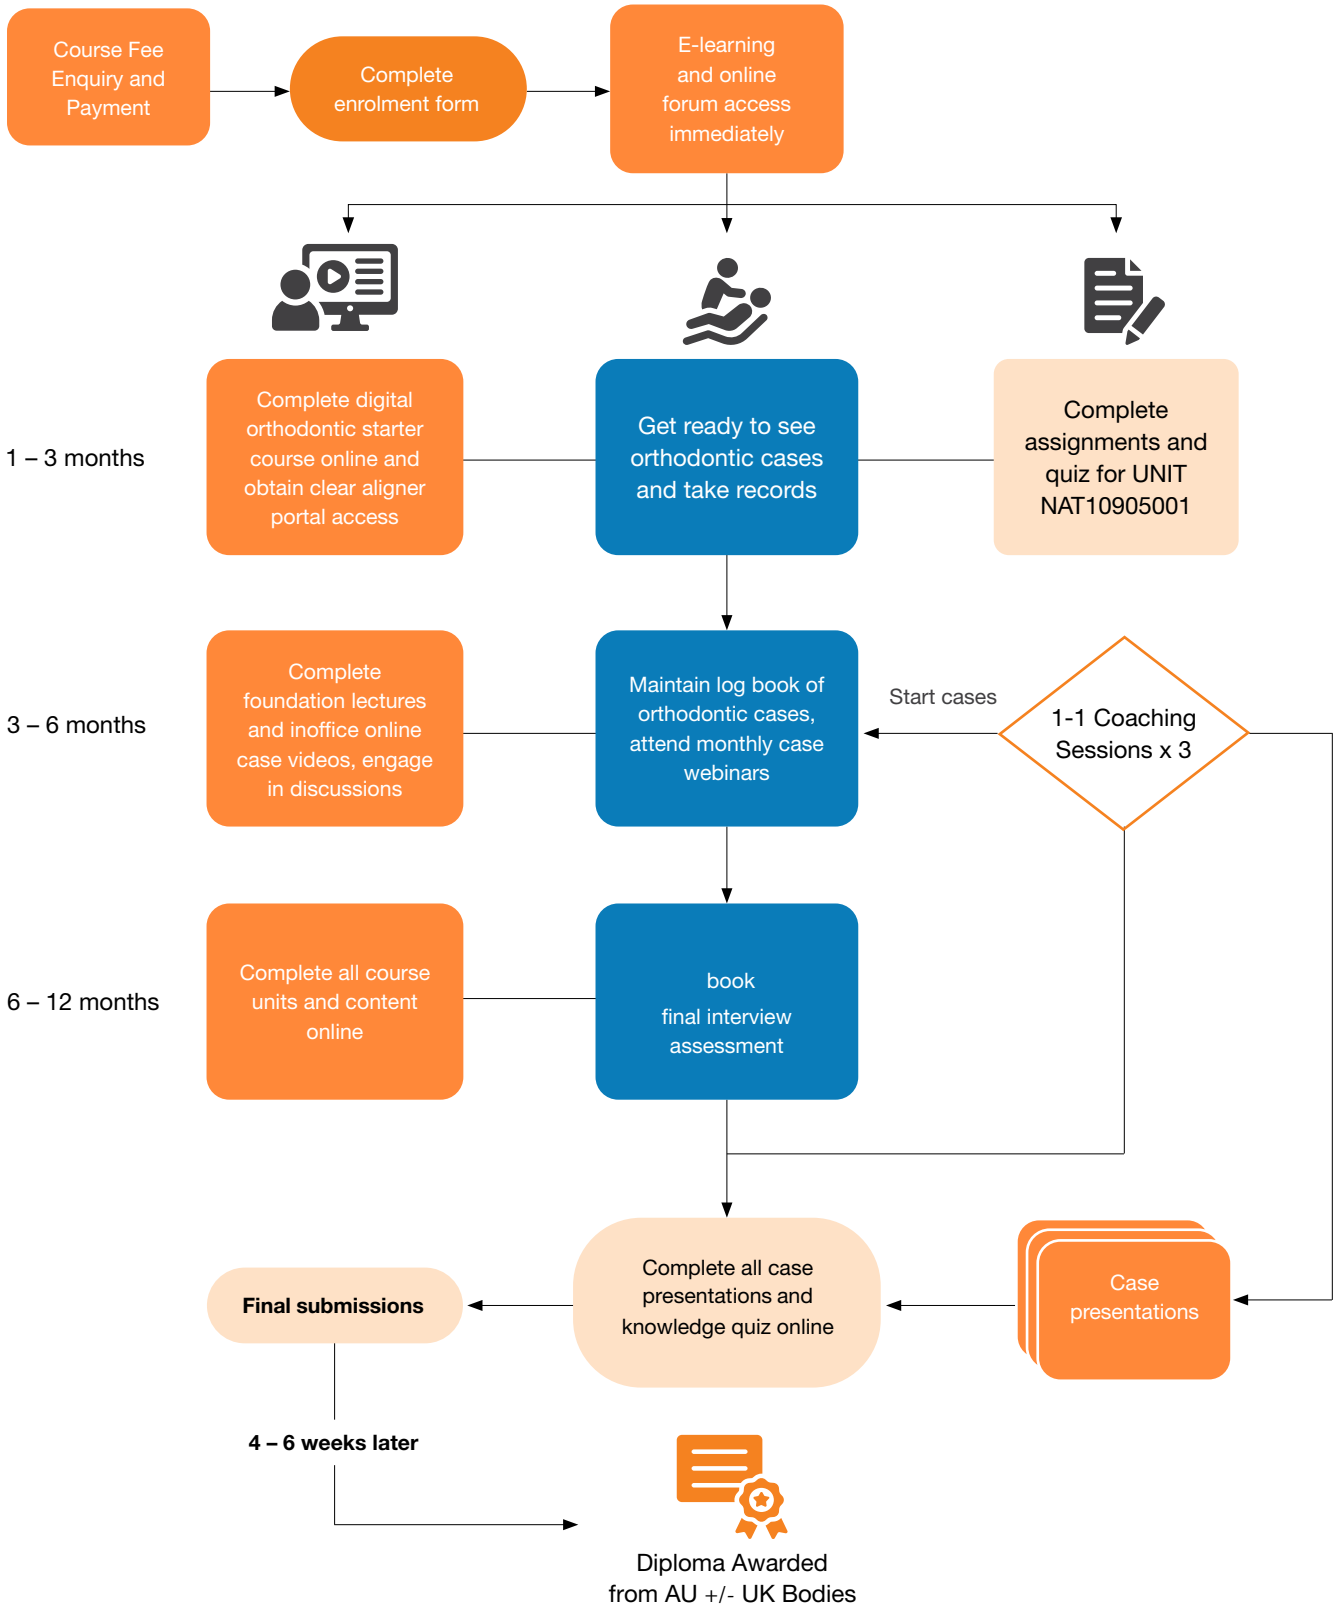 Course Fee
Enquiry and
Payment
Complete
enrolment form
E-learning
and online
forum access
immediately
1 – 3 months
Complete digital
orthodontic starter
course online and
obtain clear aligner
portal access
Get ready to see
orthodontic cases
and take records
Complete
assignments and
quiz for UNIT
NAT10905001
3 – 6 months
Complete
foundation lectures
and inoffice online
case videos, engage
in discussions
Maintain log book of
orthodontic cases,
attend monthly case
webinars
Start cases
1-1 Coaching
Sessions x 3
6 – 12 months
Complete all course
units and content
online
book
final interview
assessment
Final submissions
Complete all case
presentations and
knowledge quiz online
Case
presentations
4 – 6 weeks later
Diploma Awarded
from AU +/- UK Bodies